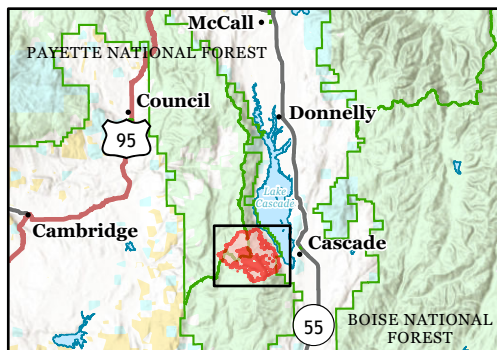 McCall
PAYETTE NATIONAL FOREST
Council
Donnelly
95
Lake
Cascade
Cambridge
Cascade
55
BOISE NATIONAL
FOREST